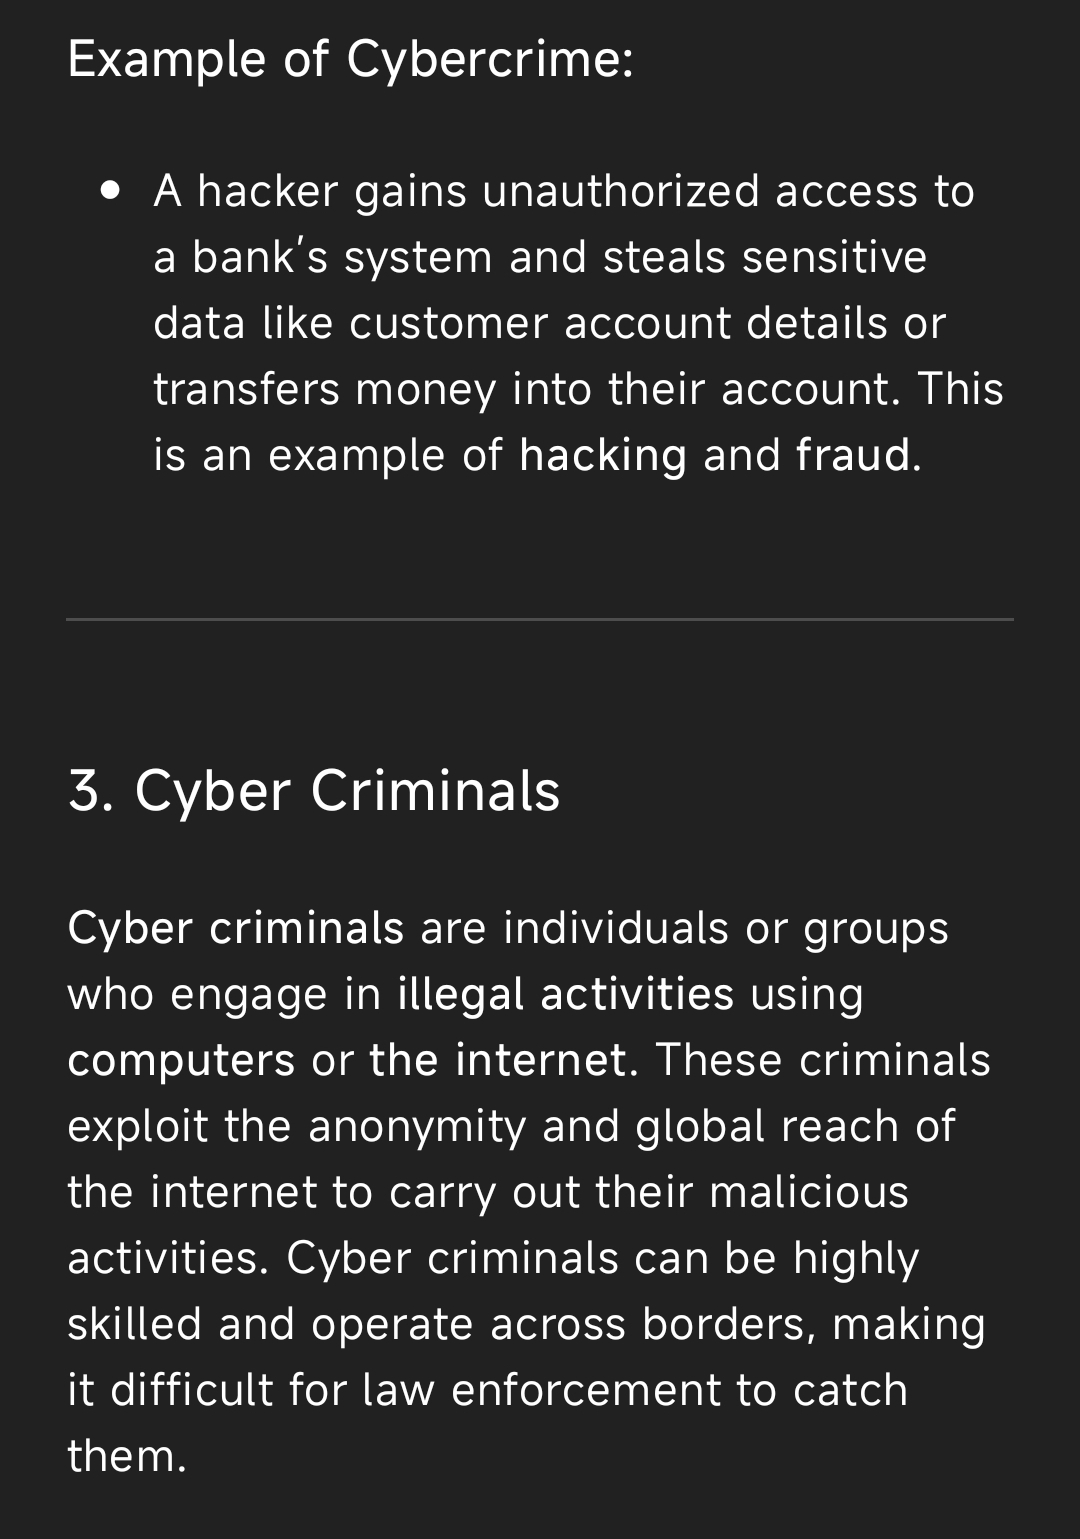 Example of Cybercrime:
• A hacker gains unauthorized access to
a bank's system and steals sensitive
data like customer account details or
transfers money into their account. This
is an example of hacking and fraud.
3. Cyber Criminals
Cyber criminals are individuals or groups
who engage in illegal activities using
computers or the internet. These criminals
exploit the anonymity and global reach of
the internet to carry out their malicious
activities. Cyber criminals can be highly
skilled and operate across borders, making
it difficult for law enforcement to catch
them.